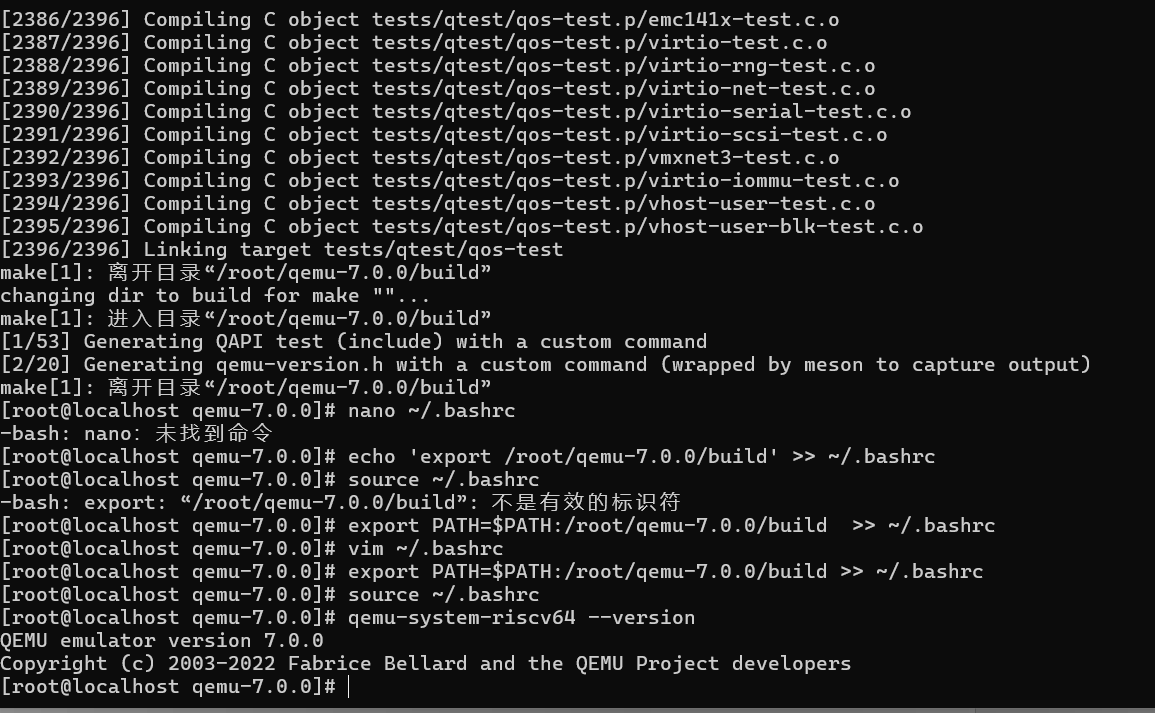 [2386/2396] Compiling C object tests/qtest/qos-test.p/emc141x-test.c.o
[2387/2396] Compiling C object tests/qtest/qos-test.p/virtio-test.c.o
[2388/2396] Compiling C object tests/qtest/qos-test.p/virtio-rng-test.c.o
[2389/2396] Compiling C object tests/qtest/qos-test.p/virtio-net-test.c.o
[2390/2396] Compiling C object tests/qtest/qos-test.p/virtio-serial-test.c.o
[2391/2396] Compiling C object tests/qtest/qos-test.p/virtio-scsi-test.c.o
[2392/2396] Compiling C object tests/qtest/qos-test.p/vmxnet3-test.c.o
[2393/2396] Compiling C object tests/qtest/qos-test.p/virtio-iommu-test.c.o
[2394/2396] Compiling C object tests/qtest/qos-test.p/vhost-user-test.c.o
[2395/2396] Compiling C object tests/qtest/qos-test.p/vhost-user-blk-test.c.o
[2396/2396] Linking target tests/qtest/qos-test
make[1]: 离开目录“/root/qemu-7.0.0/build”
changing dir to build for make ""...
make[1]: 进入目录“/root/qemu-7.0.0/build”
[1/53] Generating QAPI test (include) with a custom command
[2/20] Generating qemu-version.h with a custom command (wrapped by meson to capture output)
make[1]: 离开目录“/root/qemu-7.0.0/build”
[root@localhost qemu-7.0.0]# nano ~/.bashrc
-bash: nano: 未找到命令
[root@localhost qemu-7.0.0]# echo 'export /root/qemu-7.0.0/build' >> ~/.bashrc
[root@localhost qemu-7.0.0]# source ~/.bashrc
-bash: export: “/root/qemu-7.0.0/build”: 不是有效的标识符
[root@localhost qemu-7.0.0]# export PATH=$PATH:/root/qemu-7.0.0/build  >> ~/.bashrc
[root@localhost qemu-7.0.0]# vim ~/.bashrc
[root@localhost qemu-7.0.0]# export PATH=$PATH:/root/qemu-7.0.0/build >> ~/.bashrc
[root@localhost qemu-7.0.0]# source ~/.bashrc
[root@localhost qemu-7.0.0]# qemu-system-riscv64 --version
QEMU emulator version 7.0.0
Copyright (c) 2003-2022 Fabrice Bellard and the QEMU Project developers
[root@localhost qemu-7.0.0]#